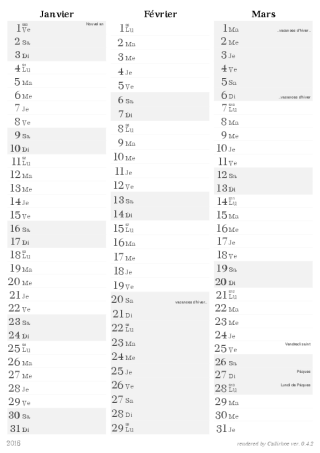 Janvier
1 Ve Nouvel an
2 Sa
3 Di
4 Lu
5 Ma
6 Me
7 Je
8 Ve
9 Sa
10 Di
11 Lu
12 Ma
13 Me
14 Je
15 Ve
16 Sa
17 Di
18 Lu
19 Ma
20 Me
21 Je
22 Ve
23 Sa
24 Di
25 Lu
26 Ma
27 Me
28 Je
29 Ve
30 Sa
31 Di
Février
1 Lu
2 Ma
3 Me
4 Je
5 Ve
6 Sa
7 Di
8 Lu
9 Ma
10 Me
11 Je
12 Ve
13 Sa
14 Di
15 Lu
16 Ma
17 Me
18 Je
19 Ve
20 Sa vacances d'hiver...
21 Di
22 Lu
23 Ma
24 Me
25 Je
26 Ve
27 Sa
28 Di
29 Lu
Mars
1 Ma ...vacances d'hiver...
2 Me
3 Je
4 Ve
5 Sa
6 Di ...vacances d'hiver
7 Lu
8 Ma
9 Me
10 Je
11 Ve
12 Sa
13 Di
14 Lu
15 Ma
16 Me
17 Je
18 Ve
19 Sa
20 Di
21 Lu
22 Ma
23 Me
24 Je
25 Ve Vendredi saint
26 Sa
27 Di Pâques
28 Lu Lundi de Pâques
29 Ma
30 Me
31 Je
2016
rendered by Calbrine ver. 0.4.2